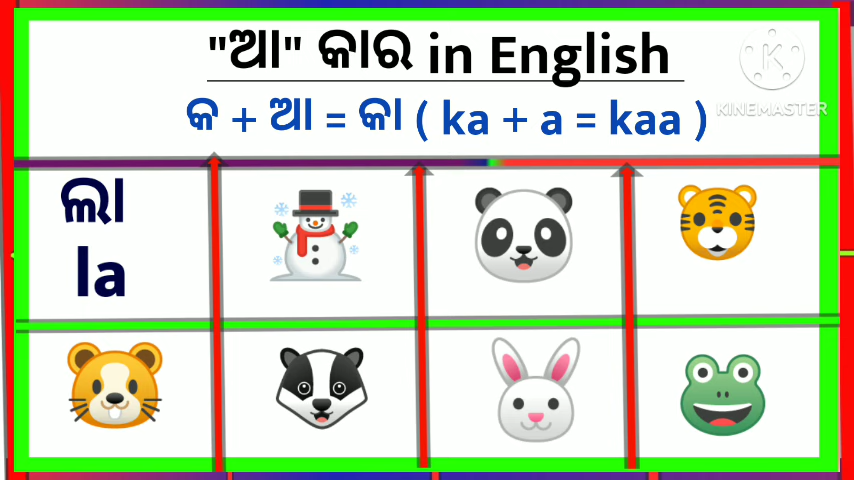 "ଆ" କାର in English
କ + ଆ = କା ( ka + a = kaa )
K
KINEMASTER
ଲା
la